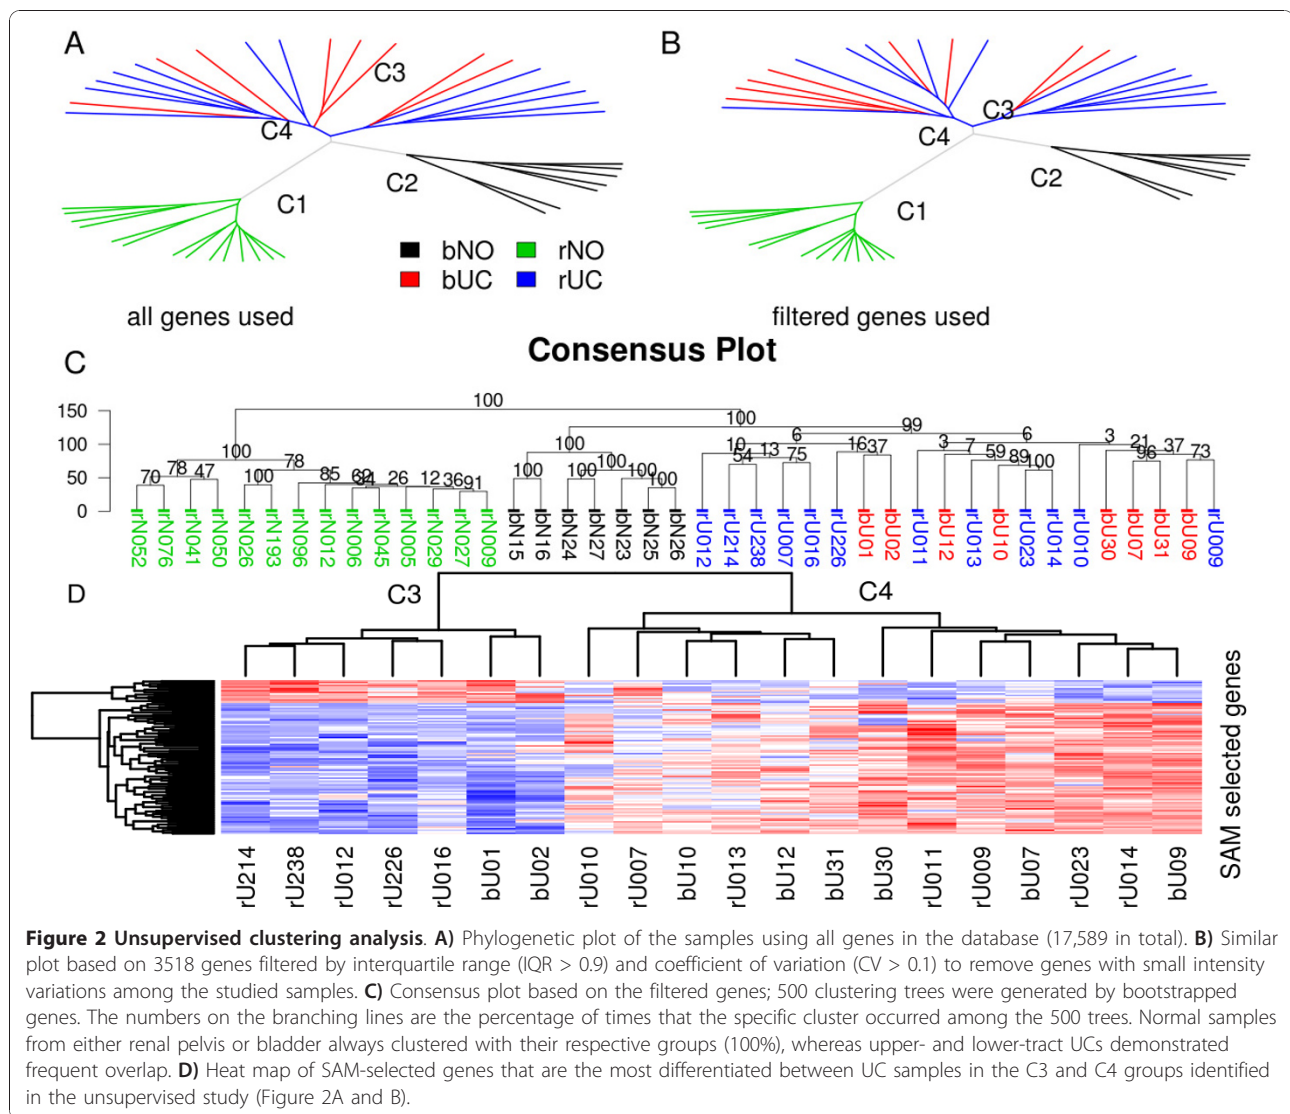 A
B
C3
C3
C4
C4
C2
C2
C1
C1
bNO
rNO
bUC
rUC
all genes used
filtered genes used
Consensus Plot
C
100
150
100
99
10
13
6
16
37
3
7
6
3
21
37
100
100
100
78
78
100
54
75
59
89
96
73
50
70
47
100
85
26
12
36
91
100
100
100
100
100
0
rN052
rN076
rN041
rN050
rN026
rN193
rN096
rN012
rN006
rN045
rN005
rN029
rN027
rN009
bN15
bN16
bN24
bN27
bN23
bN25
bN26
rU012
rU214
rU238
rU007
rU016
rU226
bU01
bU02
rU011
bU12
rU013
bU10
rU023
rU014
rU010
bU30
bU07
bU31
bU09
rU009
D
C3
C4
SAM selected genes
rU214
rU238
rU012
rU226
rU016
bU01
bU02
rU010
rU007
bU10
rU013
bU12
bU31
bU30
rU011
rU009
bU07
rU023
rU014
bU09
Figure 2 Unsupervised clustering analysis. A) Phylogenetic plot of the samples using all genes in the database (17,589 in total). B) Similar
plot based on 3518 genes filtered by interquartile range (IQR > 0.9) and coefficient of variation (CV > 0.1) to remove genes with small intensity
variations among the studied samples. C) Consensus plot based on the filtered genes; 500 clustering trees were generated by bootstrapped
genes. The numbers on the branching lines are the percentage of times that the specific cluster occurred among the 500 trees. Normal samples
from either renal pelvis or bladder always clustered with their respective groups (100%), whereas upper- and lower-tract UCs demonstrated
frequent overlap. D) Heat map of SAM-selected genes that are the most differentiated between UC samples in the C3 and C4 groups identified
in the unsupervised study (Figure 2A and B).